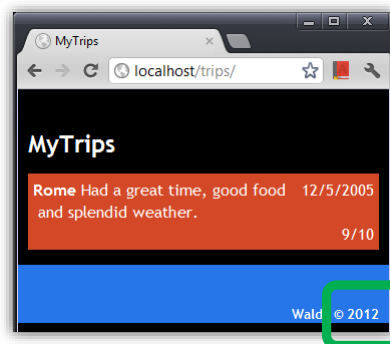 MyTrips
localhost/trips/
MyTrips
Rome Had a great time, good food 12/5/2005
and splendid weather.
9/10
© 2012